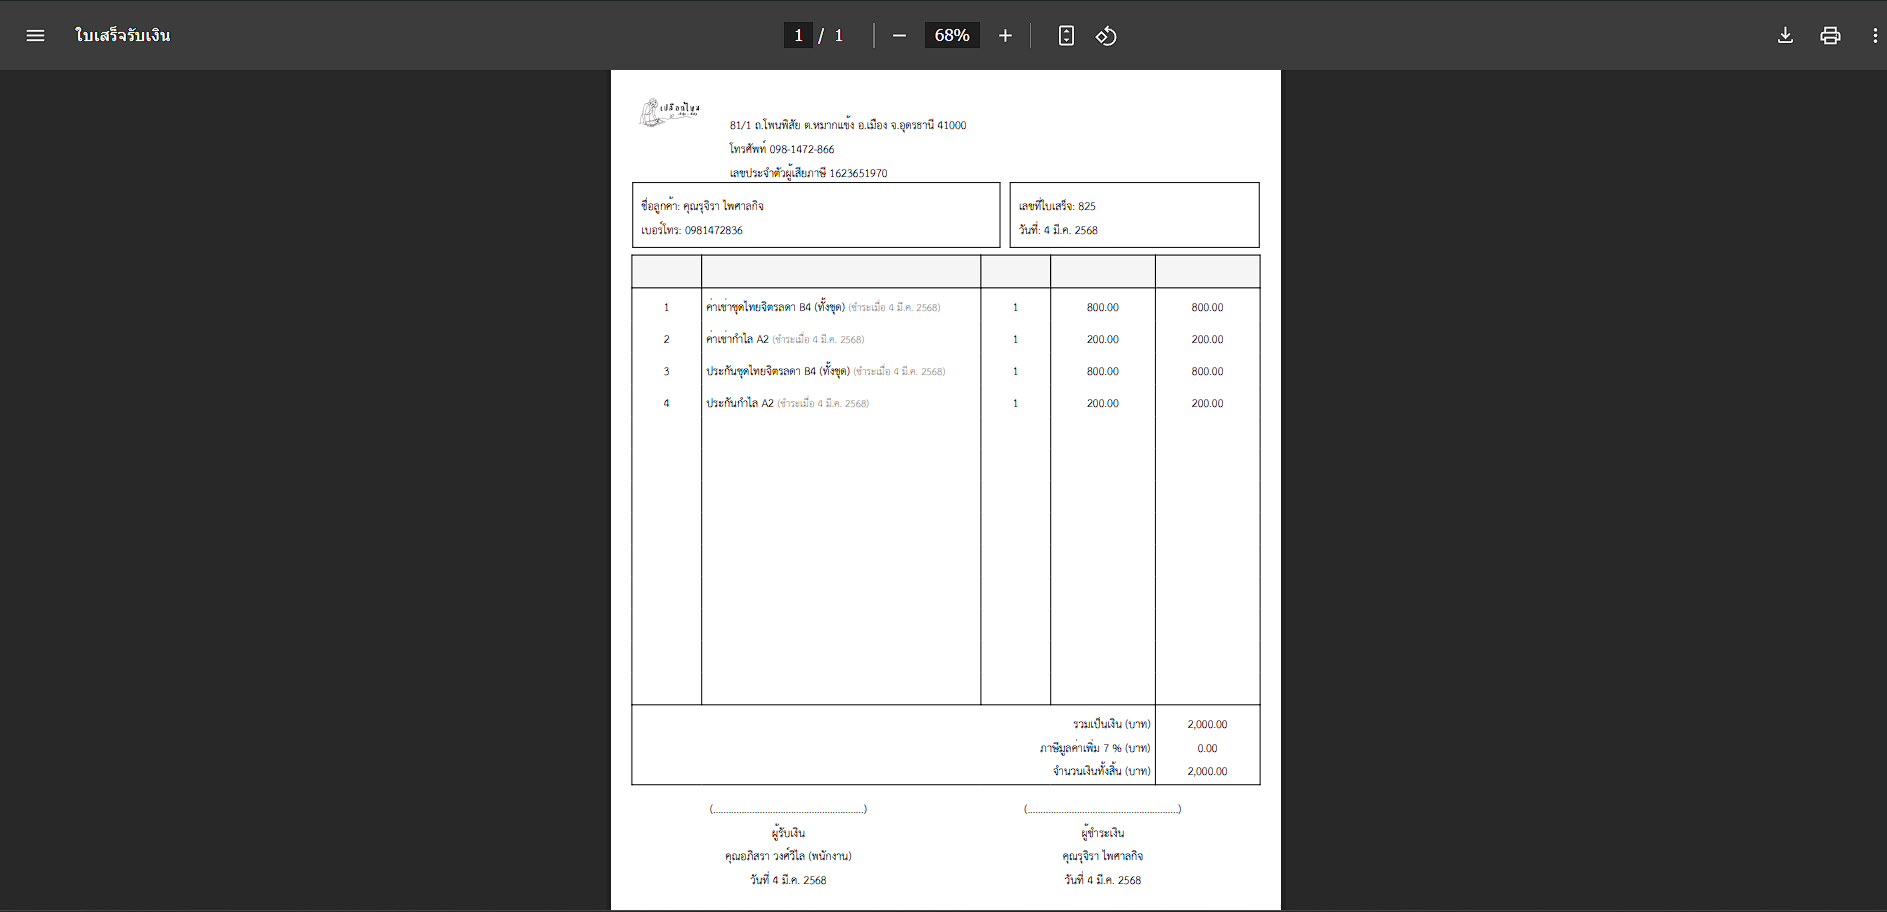 ใบเสร็จรับเงิน
1 / 1
68%
เปลือกไหม
81/1 ถ.โพนพิสัย ต.หมากแข้ง อ.เมือง จ.อุดรธานี 41000
โทรศัพท์ 098-1472-866
เลขประจำตัวผู้เสียภาษี 1623651970
ชื่อลูกค้า: คุณรุจิรา ไพศาลกิจ
เบอร์โทร: 0981472836
เลขที่ใบเสร็จ: 825
วันที่: 4 มี.ค. 2568
1 ค่าเช่าชุดไทยจิตรลดา B4 (ทั้งชุด) (ชำระเมื่อ 4 มี.ค. 2568) 1 800.00 800.00
2 ค่าเช่ากำไล A2 (ชำระเมื่อ 4 มี.ค. 2568) 1 200.00 200.00
3 ประกันชุดไทยจิตรลดา B4 (ทั้งชุด) (ชำระเมื่อ 4 มี.ค. 2568) 1 800.00 800.00
4 ประกันกำไล A2 (ชำระเมื่อ 4 มี.ค. 2568) 1 200.00 200.00
รวมเป็นเงิน (บาท) 2,000.00
ภาษีมูลค่าเพิ่ม 7 % (บาท) 0.00
จำนวนเงินทั้งสิ้น (บาท) 2,000.00
(............................................................) (............................................................)
ผู้รับเงิน ผู้ชำระเงิน
คุณอภิสรา วงศ์วิไล (พนักงาน) คุณรุจิรา ไพศาลกิจ
วันที่ 4 มี.ค. 2568 วันที่ 4 มี.ค. 2568